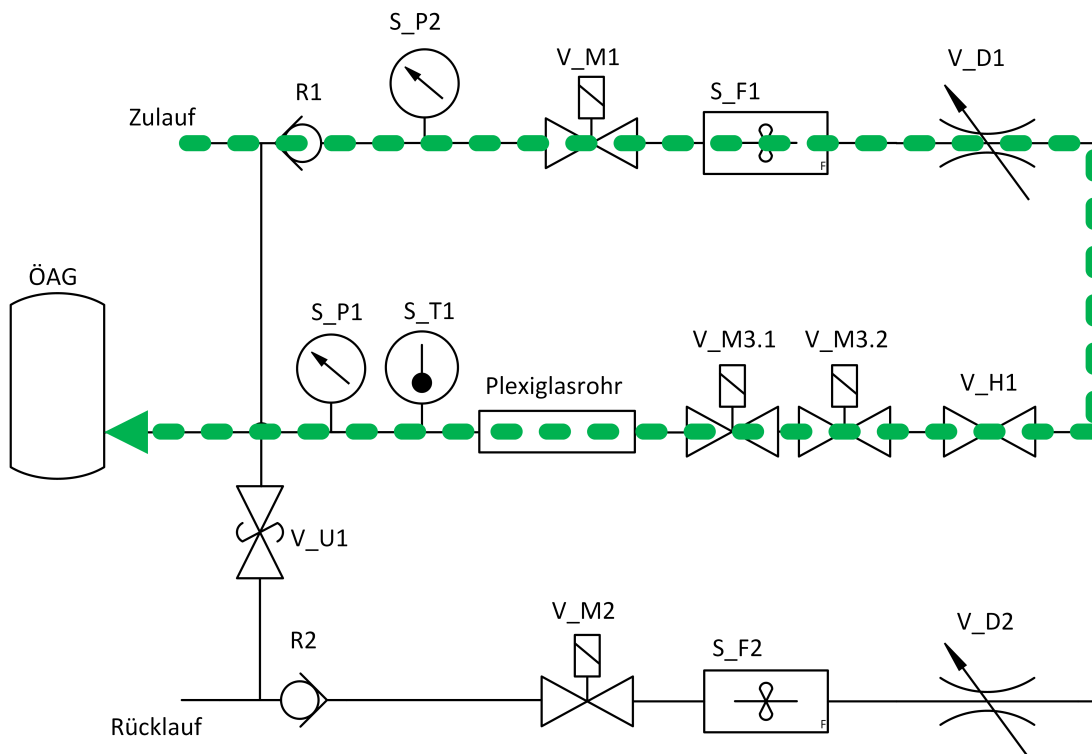 S_P2
V_M1
V_D1
R1
S_F1
Zulauf
F
ÖAG
S_P1
S_T1
V_M3.1
V_M3.2
Plexiglasrohr
V_H1
V_U1
R2
V_M2
S_F2
V_D2
Rücklauf
F